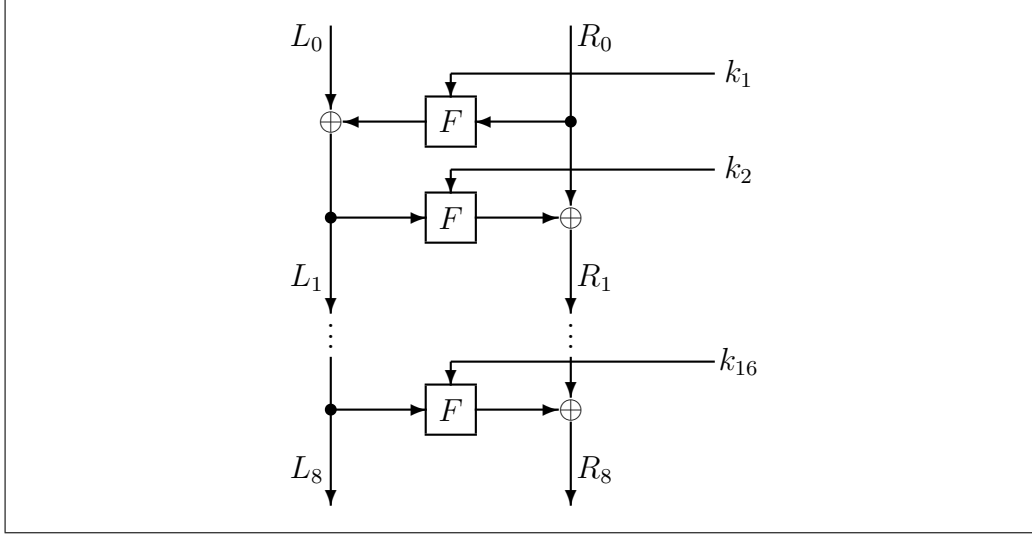 L₀ R₀
k₁
F
k₂
F
L₁ R₁
k₁₆
F
L₈ R₈